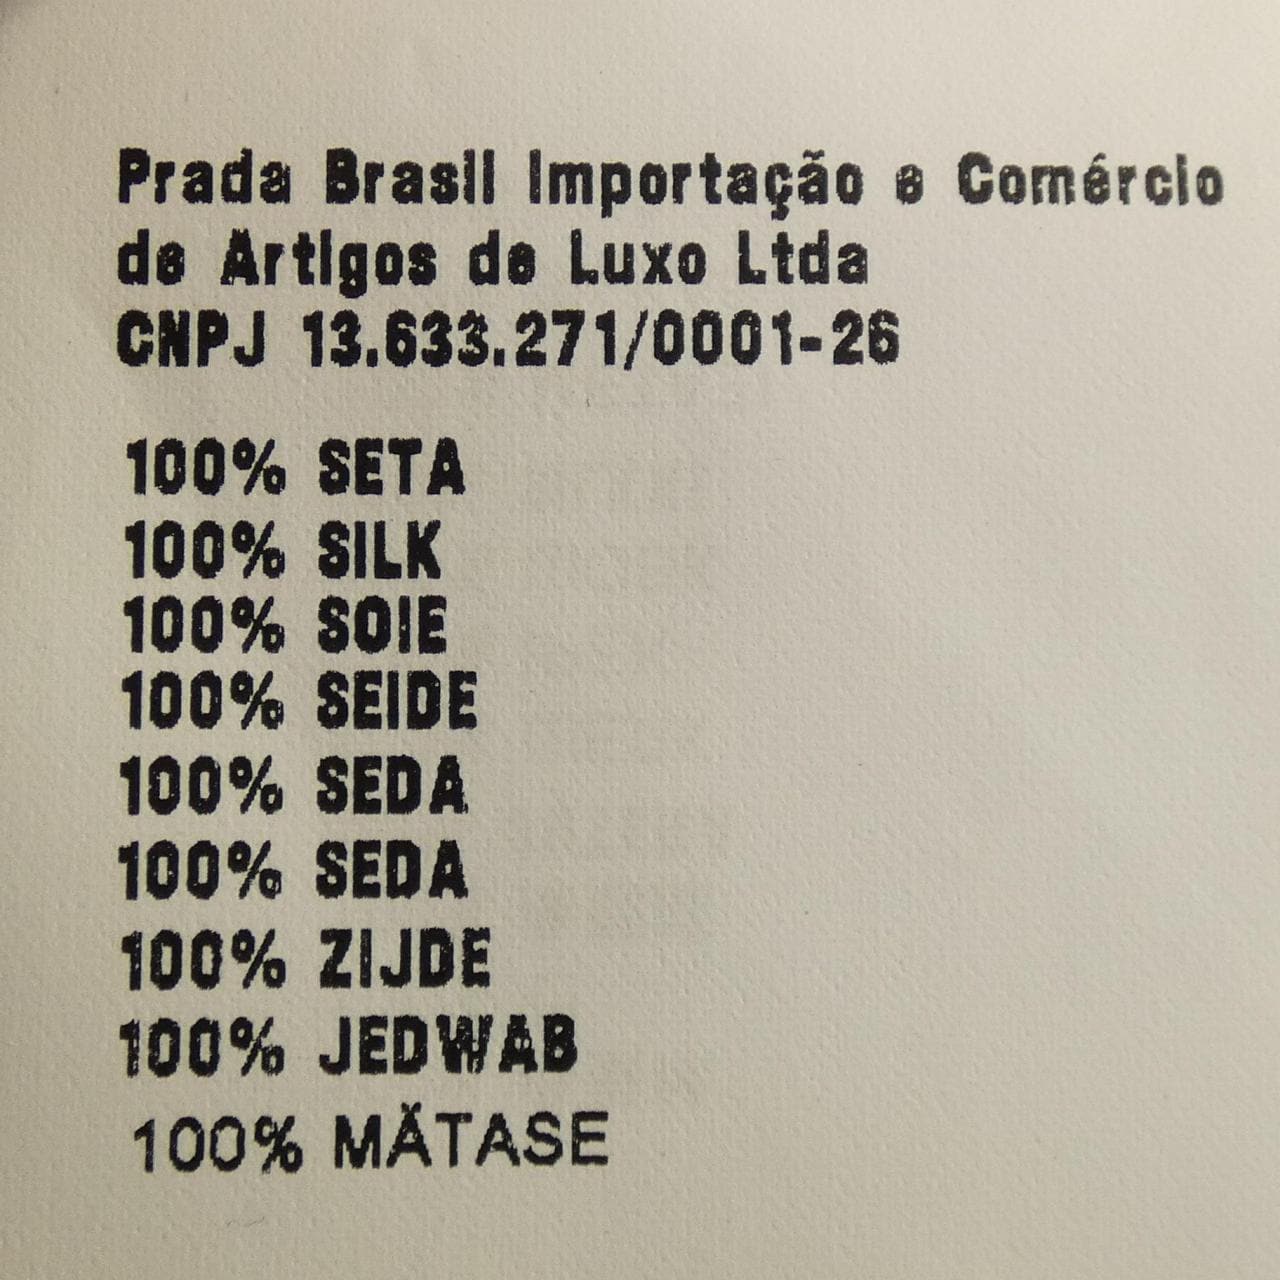 Prada Brasil Importação e Comércio
de Artigos de Luxo Ltda
CNPJ 13.633.271/0001-26
100% SETA
100% SILK
100% SOIE
100% SEIDE
100% SEDA
100% SEDA
100% ZIJDE
100% JEDWAB
100% MĂTASE